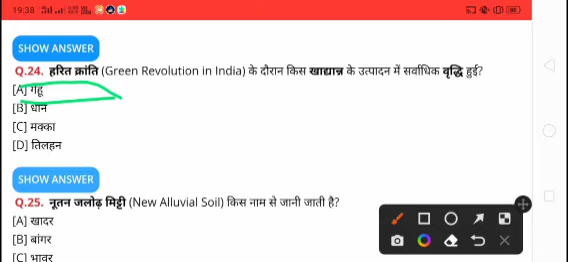 19:38
SHOW ANSWER
Q.24. हरित क्रांति (Green Revolution in India) के दौरान किस खाद्यान्न के उत्पादन में सर्वाधिक वृद्धि हुई?
[A] गेहू
[B] धान
[C] मक्का
[D] तिलहन
SHOW ANSWER
Q.25. नूतन जलोढ़ मिट्टी (New Alluvial Soil) किस नाम से जानी जाती है?
[A] खादर
[B] बांगर
[C] भावर